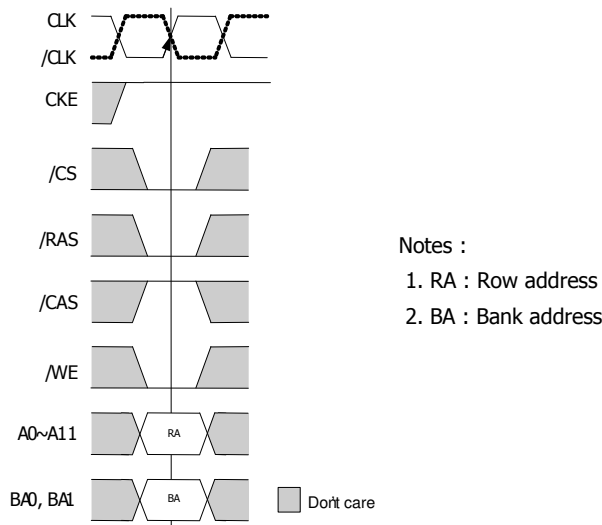 CLK
/CLK
CKE
/CS
/RAS
/CAS
/WE
A0~A11
RA
BA0, BA1
BA
Don't care
Notes :
1. RA : Row address
2. BA : Bank address